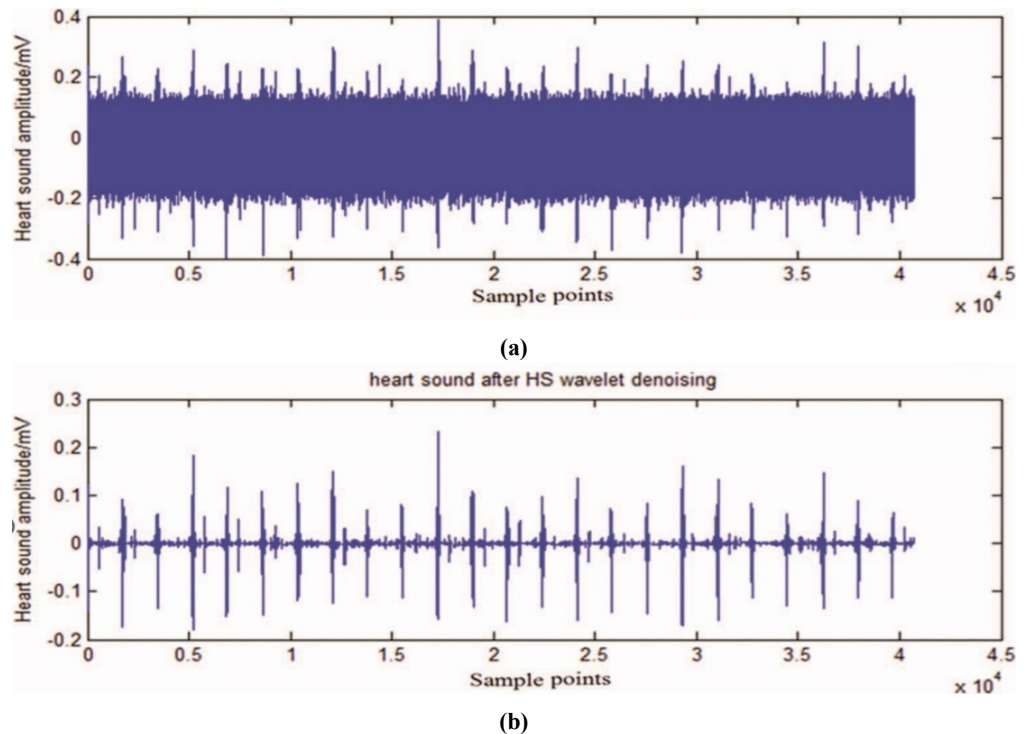 0.4
0.2
0
-0.2
-0.4
Heart sound amplitude/mV
0 0.5 1 1.5 2 2.5 3 3.5 4 4.5
Sample points
x 10^4
(a)
heart sound after HS wavelet denoising
0.3
0.2
0.1
0
-0.1
-0.2
Heart sound amplitude/mV
0 0.5 1 1.5 2 2.5 3 3.5 4 4.5
Sample points
x 10^4
(b)